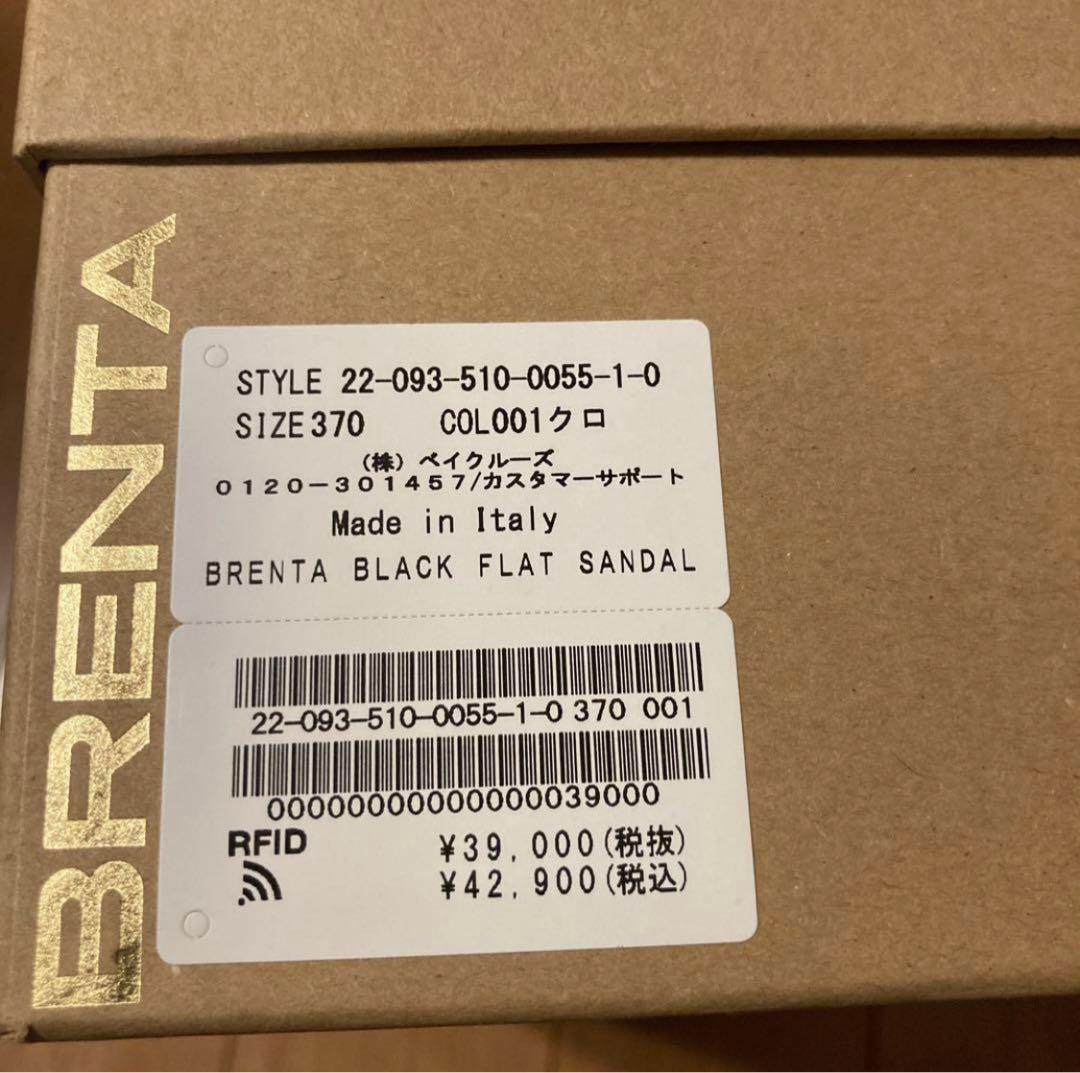 BRENTA
STYLE 22-093-510-0055-1-0
SIZE370 COL001クロ
(株) ベイクルーズ
0120-301457/カスタマーサポート
Made in Italy
BRENTA BLACK FLAT SANDAL
22-093-510-0055-1-0 370 001
00000000000000039000
RFID
¥39,000(税抜)
¥42,900(税込)